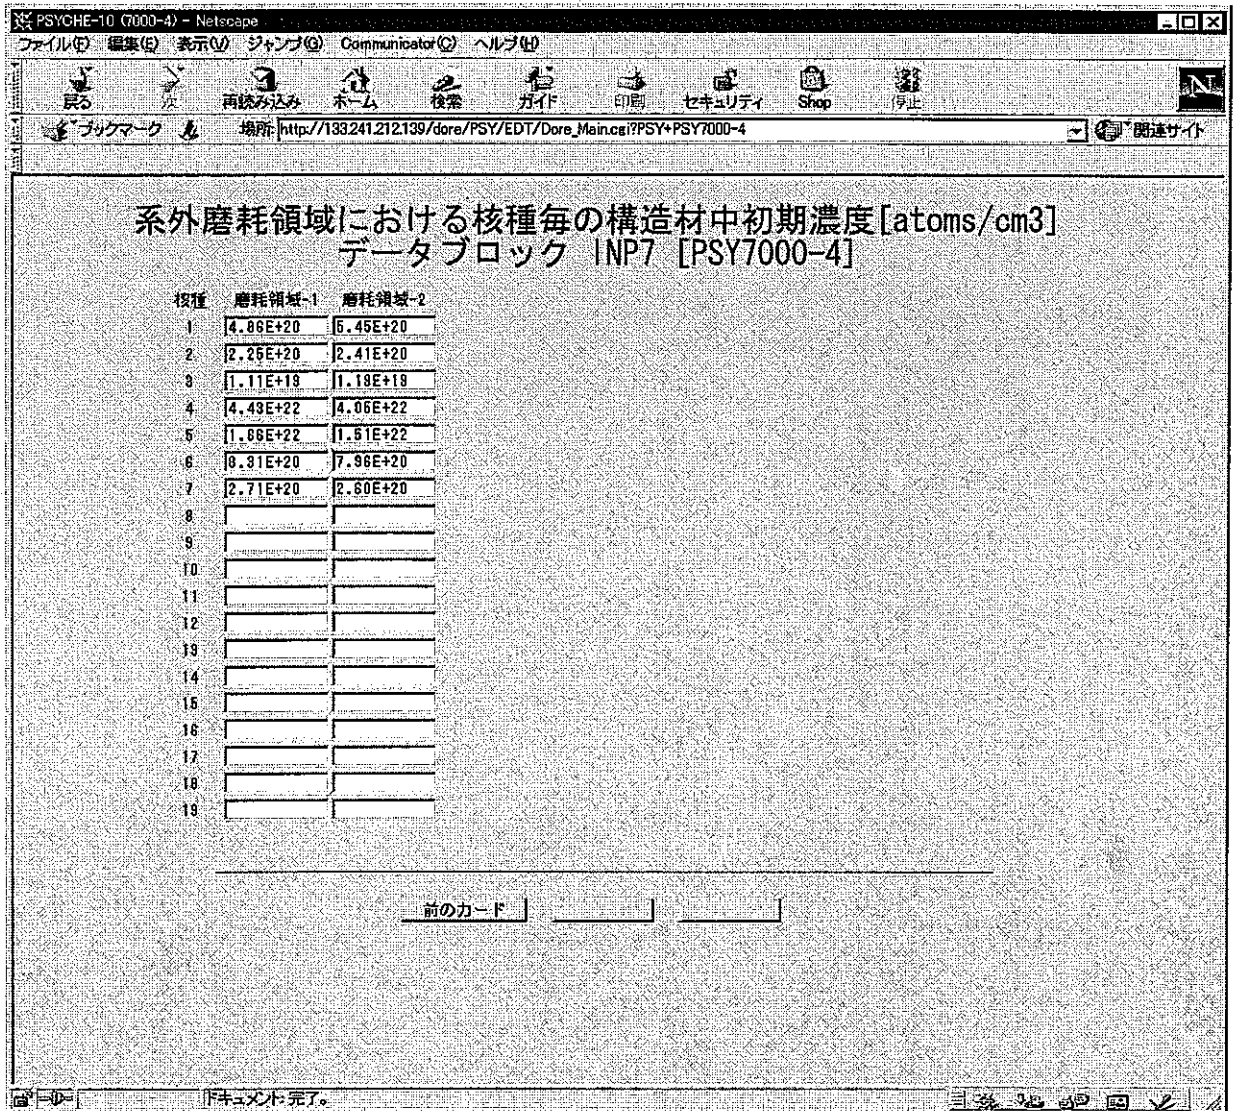 PSYCHE-10 (7000-4) - Netscape
ファイル(F) 編集(E) 表示(V) ジャンプ(G) Communicator(C) ヘルプ(H)
戻る 次 再読み込み ホーム 検索 ガイド 印刷 セキュリティ Shop 停止
ブックマーク 場所: http://133.241.212.139/dore/PSY/EDT/Dore_Main.cgi?PSY+PSY7000-4 関連サイト
系外磨耗領域における核種毎の構造材中初期濃度[atoms/cm3]
データブロック INP7 [PSY7000-4]
核種 磨耗領域-1 磨耗領域-2
1 4.86E+20 5.45E+20
2 2.25E+20 2.41E+20
3 1.11E+19 1.19E+19
4 4.43E+22 4.05E+22
5 1.66E+22 1.51E+22
6 8.31E+20 7.96E+20
7 2.71E+20 2.60E+20
8
9
10
11
12
13
14
15
16
17
18
19
前のカード
ドキュメント: 完了。